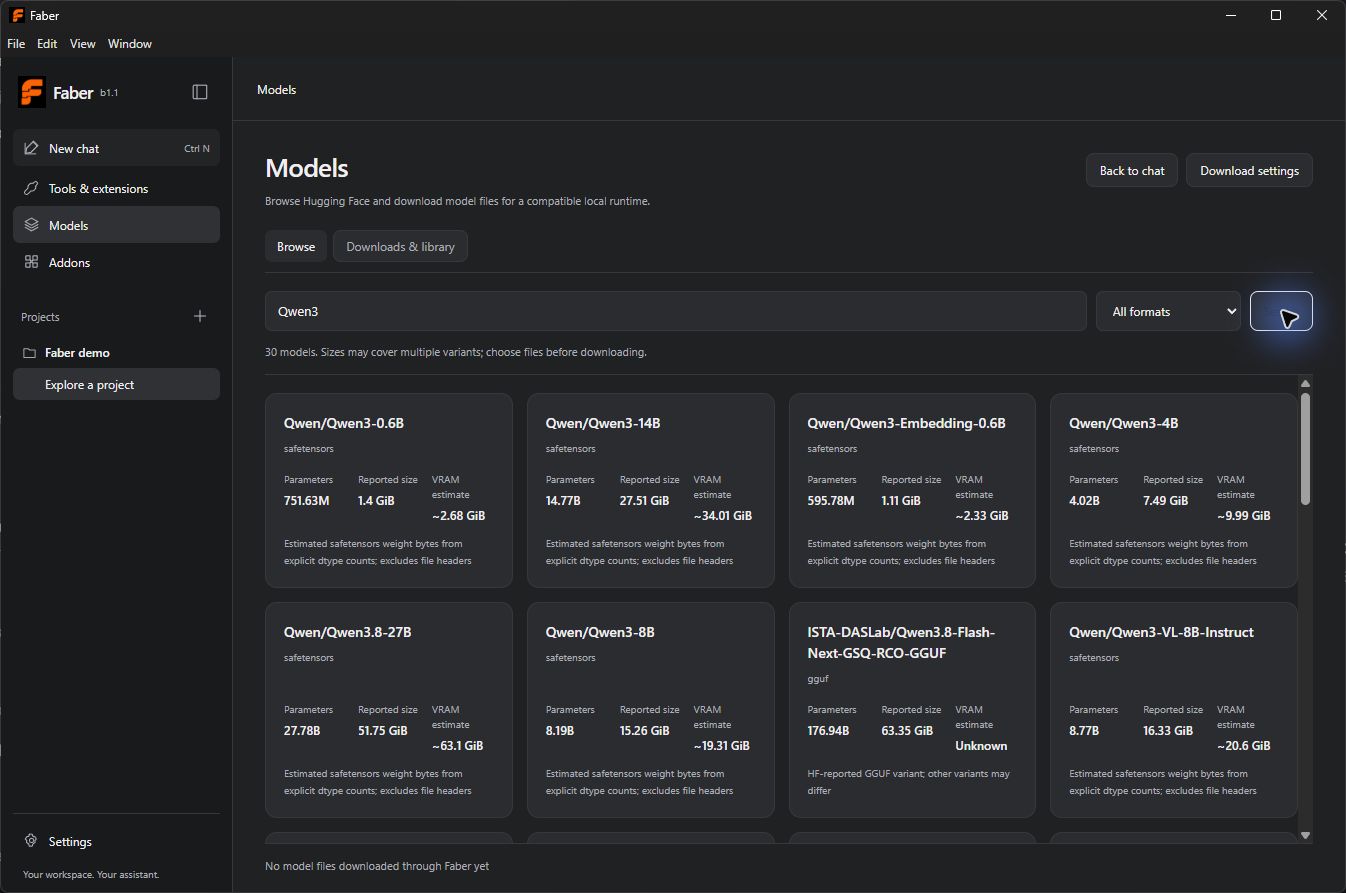 Faber
File Edit View Window
Faber b1.1
New chat Ctrl N
Tools & extensions
Models
Addons
Projects
Faber demo
Explore a project
Settings
Your workspace. Your assistant.
Models
Models
Back to chat
Download settings
Browse Hugging Face and download model files for a compatible local runtime.
Browse
Downloads & library
Qwen3
All formats
30 models. Sizes may cover multiple variants; choose files before downloading.
Qwen/Qwen3-0.6B
safetensors
Parameters
751.63M
Reported size
1.4 GiB
VRAM
estimate
~2.68 GiB
Estimated safetensors weight bytes from
explicit dtype counts; excludes file headers
Qwen/Qwen3-14B
safetensors
Parameters
14.77B
Reported size
27.51 GiB
VRAM
estimate
~34.01 GiB
Estimated safetensors weight bytes from
explicit dtype counts; excludes file headers
Qwen/Qwen3-Embedding-0.6B
safetensors
Parameters
595.78M
Reported size
1.11 GiB
VRAM
estimate
~2.33 GiB
Estimated safetensors weight bytes from
explicit dtype counts; excludes file headers
Qwen/Qwen3-4B
safetensors
Parameters
4.02B
Reported size
7.49 GiB
VRAM
estimate
~9.99 GiB
Estimated safetensors weight bytes from
explicit dtype counts; excludes file headers
Qwen/Qwen3.8-27B
safetensors
Parameters
27.78B
Reported size
51.75 GiB
VRAM
estimate
~63.1 GiB
Estimated safetensors weight bytes from
explicit dtype counts; excludes file headers
Qwen/Qwen3-8B
safetensors
Parameters
8.19B
Reported size
15.26 GiB
VRAM
estimate
~19.31 GiB
Estimated safetensors weight bytes from
explicit dtype counts; excludes file headers
ISTA-DASLab/Qwen3.8-Flash-
Next-GSQ-RCO-GGUF
gguf
Parameters
176.94B
Reported size
63.35 GiB
VRAM
estimate
Unknown
HF-reported GGUF variant; other variants may
differ
Qwen/Qwen3-VL-8B-Instruct
safetensors
Parameters
8.77B
Reported size
16.33 GiB
VRAM
estimate
~20.6 GiB
Estimated safetensors weight bytes from
explicit dtype counts; excludes file headers
No model files downloaded through Faber yet